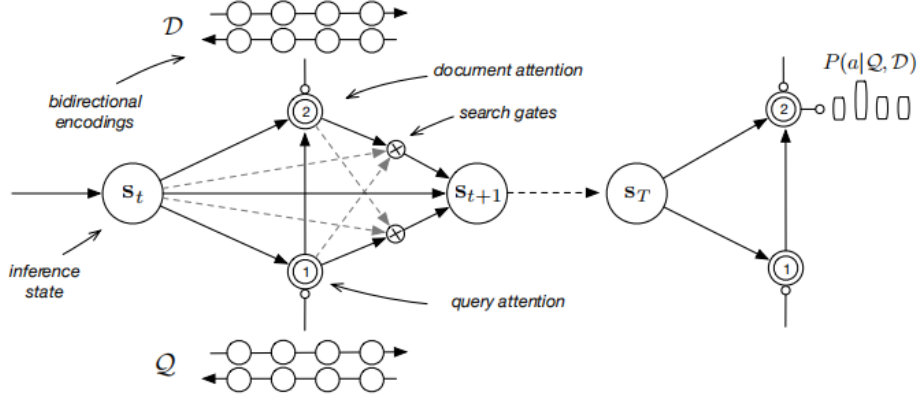 𝒟
P(a|𝒬, 𝒟)
document attention
2
2
bidirectional
encodings
search gates
s_t
s_{t+1}
s_T
1
1
inference
state
query attention
𝒬